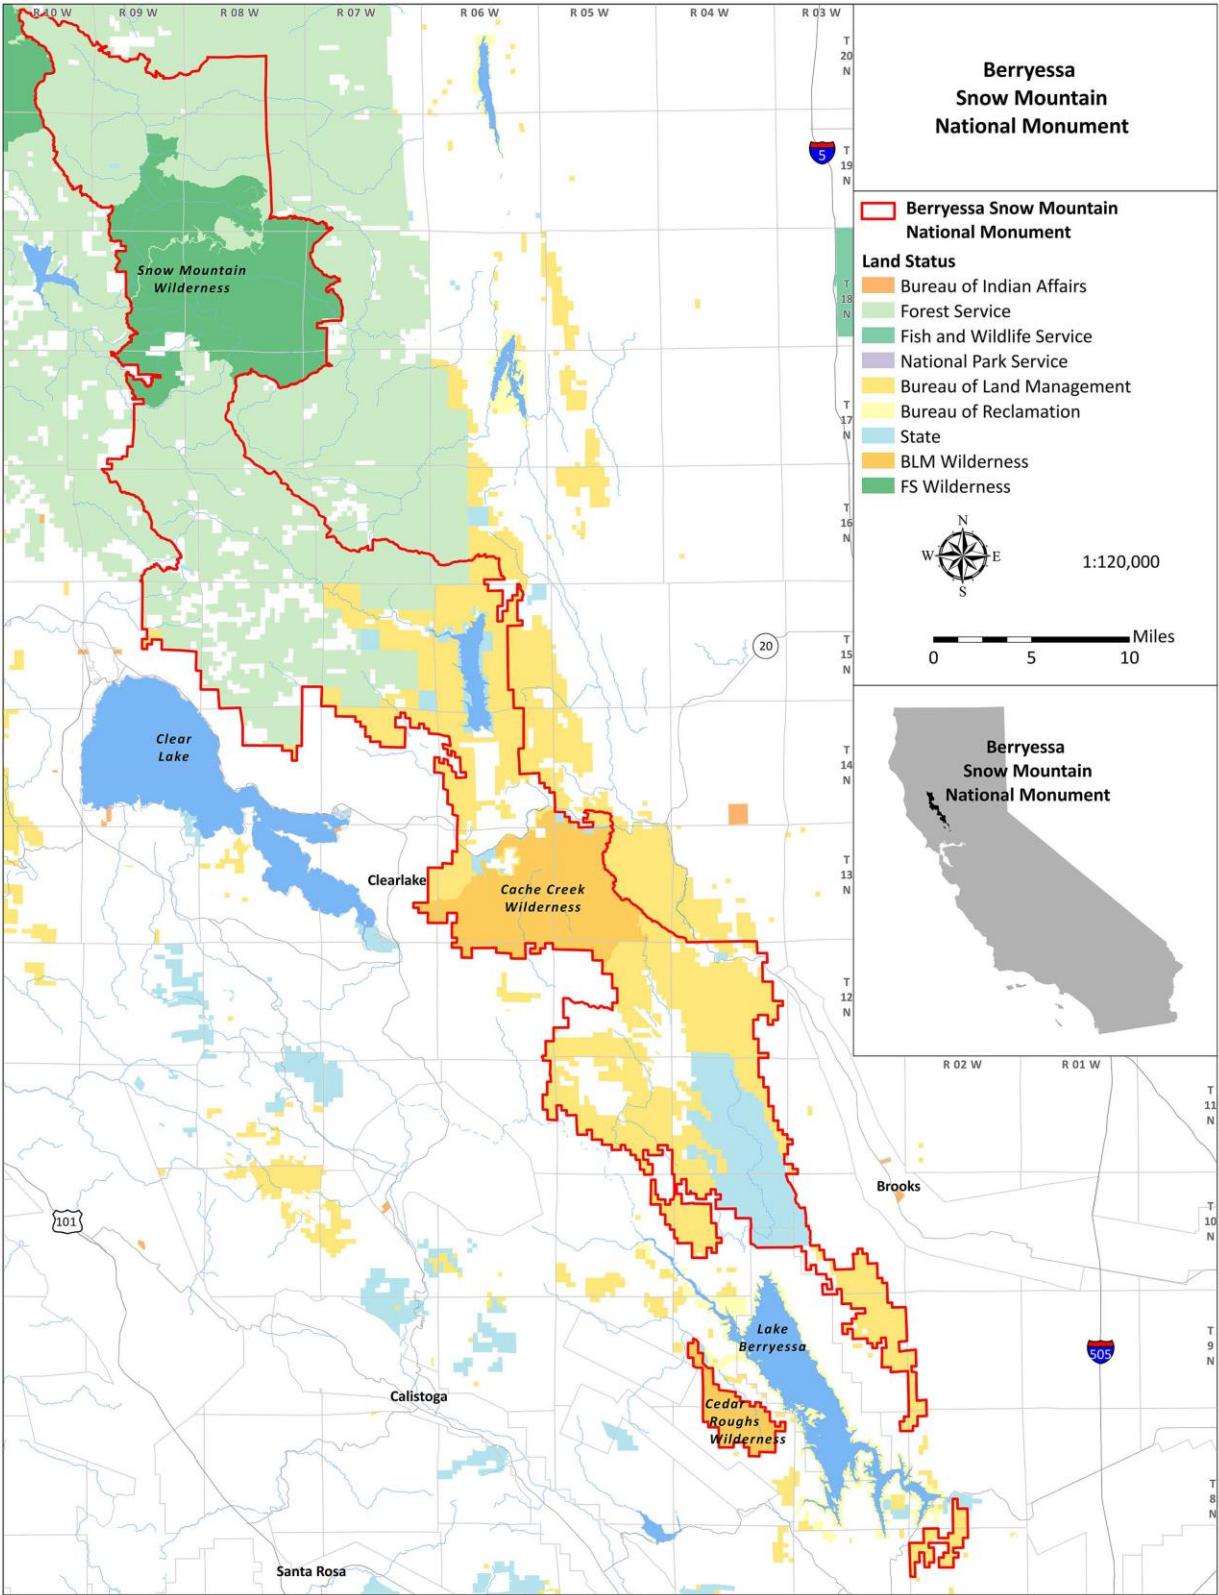 R 10 W
R 09 W
R 08 W
R 07 W
R 06 W
R 05 W
R 04 W
R 03 W
T
20
N
Berryessa
Snow Mountain
National Monument
5
T
19
N
Berryessa Snow Mountain
National Monument
Land Status
Bureau of Indian Affairs
Forest Service
Fish and Wildlife Service
National Park Service
Bureau of Land Management
Bureau of Reclamation
State
BLM Wilderness
FS Wilderness
Snow Mountain
Wilderness
T
18
N
T
17
N
T
16
N
N
W
E
S
1:120,000
Miles
0
5
10
20
T
15
N
Clear
Lake
T
14
N
Berryessa
Snow Mountain
National Monument
Clearlake
Cache Creek
Wilderness
T
13
N
T
12
N
R 02 W
R 01 W
T
11
N
Brooks
101
T
10
N
Lake
Berryessa
505
T
9
N
Calistoga
Cedar
Roughs
Wilderness
T
8
N
Santa Rosa